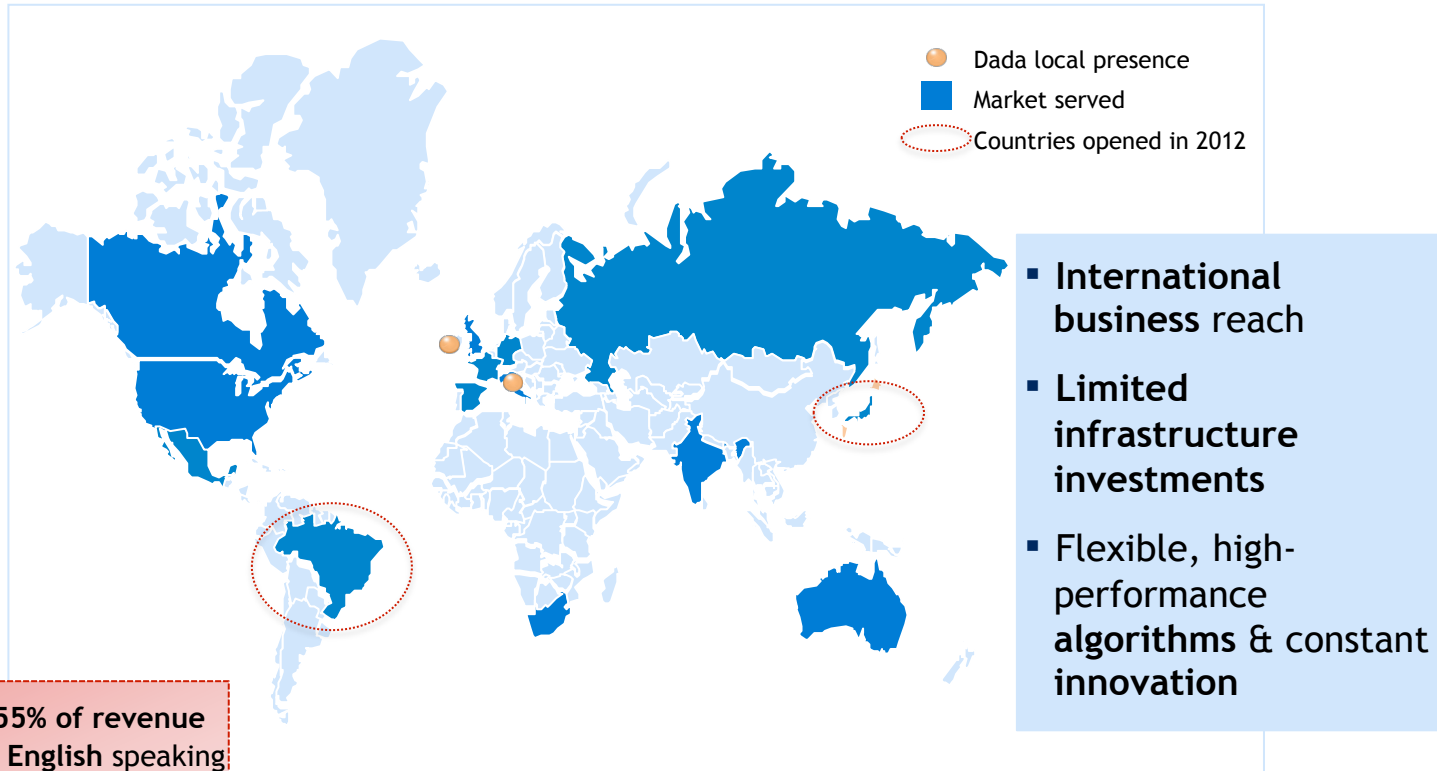 Dada local presence
Market served
Countries opened in 2012
▪ International
business reach
▪ Limited
infrastructure
investments
▪ Flexible, high-
performance
algorithms & constant
innovation
55% of revenue
English speaking